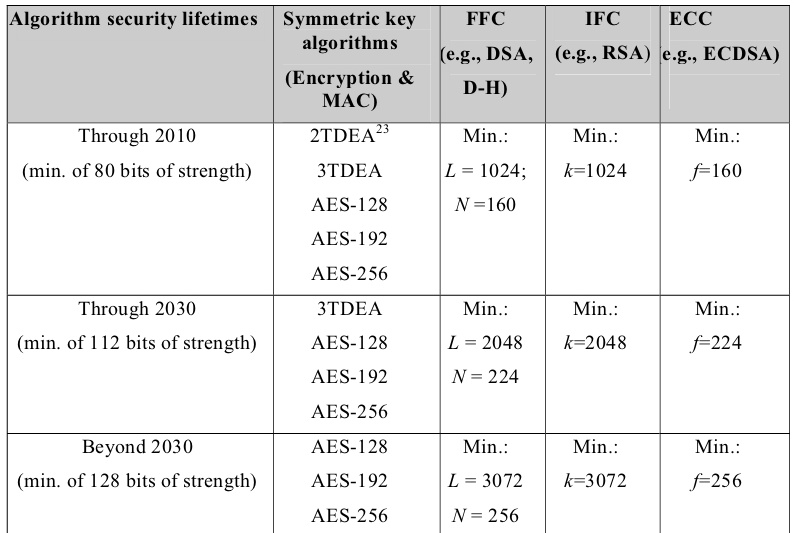 Algorithm security lifetimes
Symmetric key
algorithms
(Encryption &
MAC)
FFC
(e.g., DSA,
D-H)
IFC
(e.g., RSA)
ECC
(e.g., ECDSA)
Through 2010
(min. of 80 bits of strength)
2TDEA23
3TDEA
AES-128
AES-192
AES-256
Min.:
L = 1024;
N =160
Min.:
k=1024
Min.:
f=160
Through 2030
(min. of 112 bits of strength)
3TDEA
AES-128
AES-192
AES-256
Min.:
L = 2048
N = 224
Min.:
k=2048
Min.:
f=224
Beyond 2030
(min. of 128 bits of strength)
AES-128
AES-192
AES-256
Min.:
L = 3072
N = 256
Min.:
k=3072
Min.:
f=256